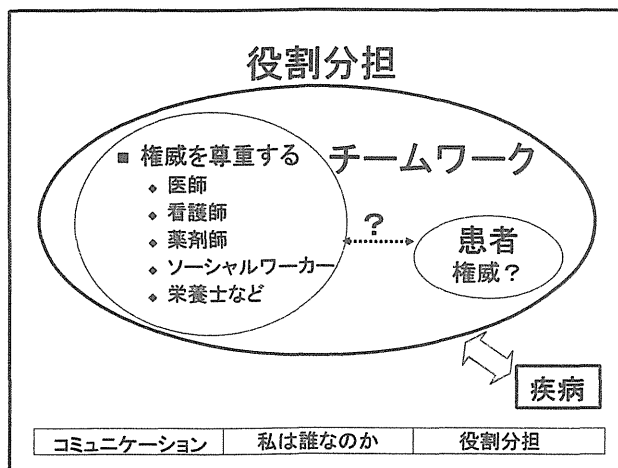 役割分担
■ 権威を尊重する
チームワーク
◆ 医師
◆ 看護師
◆ 薬剤師
◆ ソーシャルワーカー
◆ 栄養士など
?
患者
権威?
疾病
コミュニケーション 私は誰なのか 役割分担